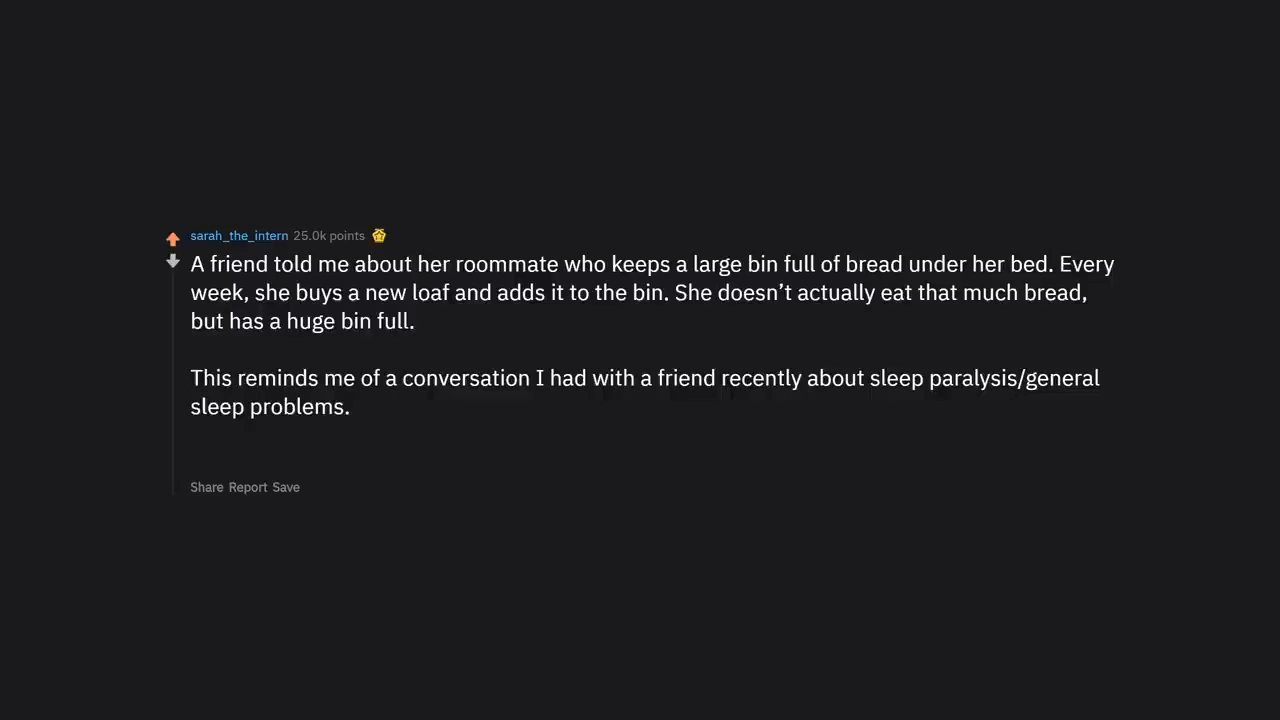 sarah_the_intern 25.0k points
A friend told me about her roommate who keeps a large bin full of bread under her bed. Every
week, she buys a new loaf and adds it to the bin. She doesn’t actually eat that much bread,
but has a huge bin full.
This reminds me of a conversation I had with a friend recently about sleep paralysis/general
sleep problems.
Share Report Save